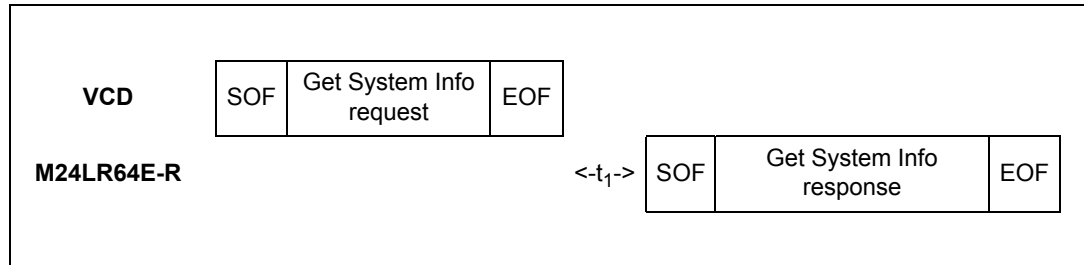 VCD SOF Get System Info EOF
request
M24LR64E-R <-t1-> SOF Get System Info EOF
response